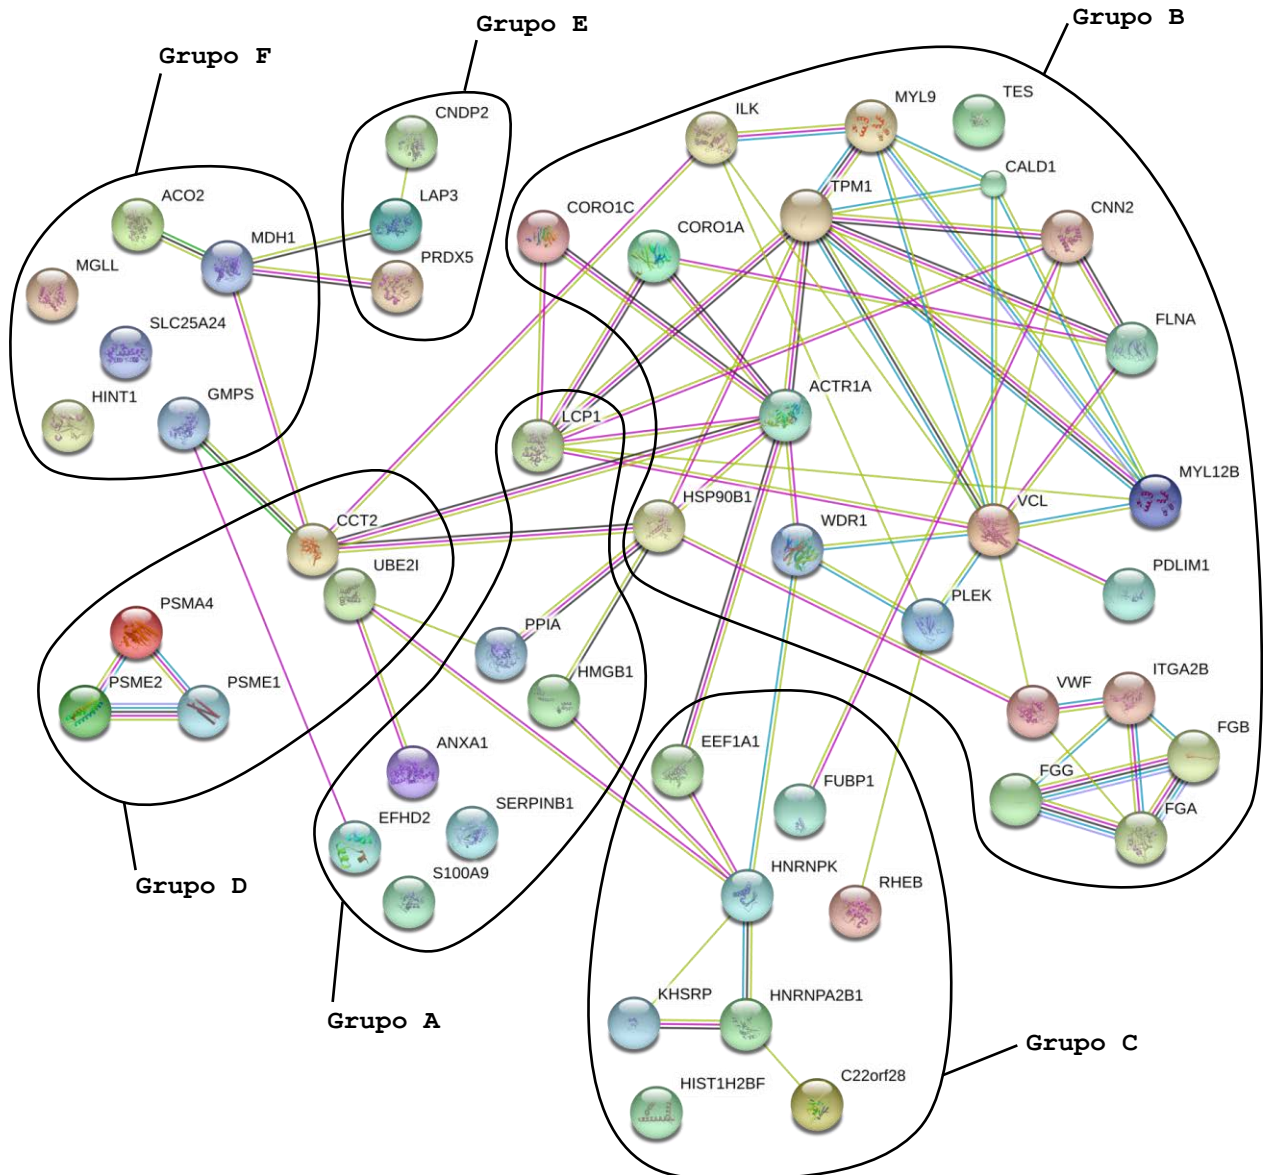 Grupo B
Grupo E
Grupo F
CNDP2
ILK
MYL9
TES
CALD1
ACO2
LAP3
TPM1
CORO1C
CORO1A
CNN2
MDH1
PRDX5
MGLL
SLC25A24
FLNA
HINT1
GMPS
ACTR1A
LCP1
MYL12B
HSP90B1
VCL
WDR1
CCT2
UBE2I
PDLIM1
PLEK
PSMA4
PPIA
HMGB1
PSME2
PSME1
VWF
ITGA2B
FGB
ANXA1
EEF1A1
FGG
FUBP1
SERPINB1
EFHD2
FGA
S100A9
HNRNPK
RHEB
Grupo D
KHSRP
HNRNPA2B1
Grupo A
Grupo C
C22orf28
HIST1H2BF